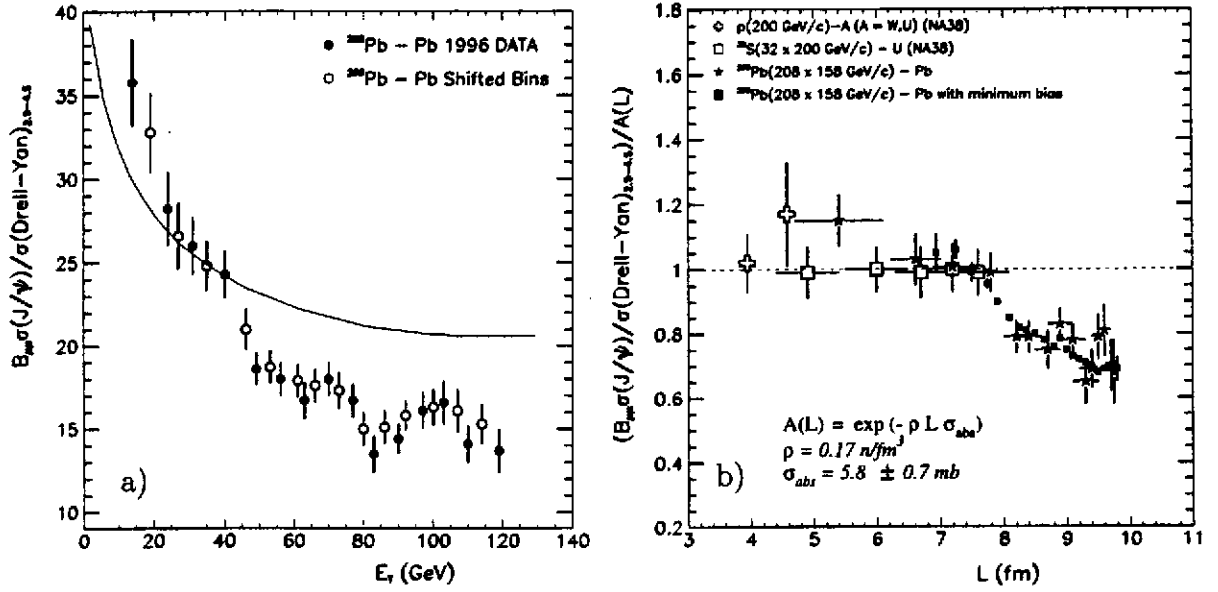 ²⁰⁸Pb – Pb 1996 DATA
²⁰⁸Pb – Pb Shifted Bins
B_μμσ(J/ψ)/σ(Drell–Yan)₂.₉₋₄.₅
40
35
30
25
20
15
10
a)
0 20 40 60 80 100 120 140
E_T (GeV)
p(200 GeV/c)–A (A = W,U) (NA38)
³²S(32 x 200 GeV/c) – U (NA38)
²⁰⁸Pb(208 x 158 GeV/c) – Pb
²⁰⁸Pb(208 x 158 GeV/c) – Pb with minimum bias
(B_μμσ(J/ψ)/σ(Drell–Yan)₂.₉₋₄.₅)/A(L)
1.8
1.6
1.4
1.2
1
0.8
0.6
0.4
0.2
A(L) = exp (- ρ L σ_abs)
ρ = 0.17 n/fm³
b) σ_abs = 5.8 ± 0.7 mb
3 4 5 6 7 8 9 10 11
L (fm)